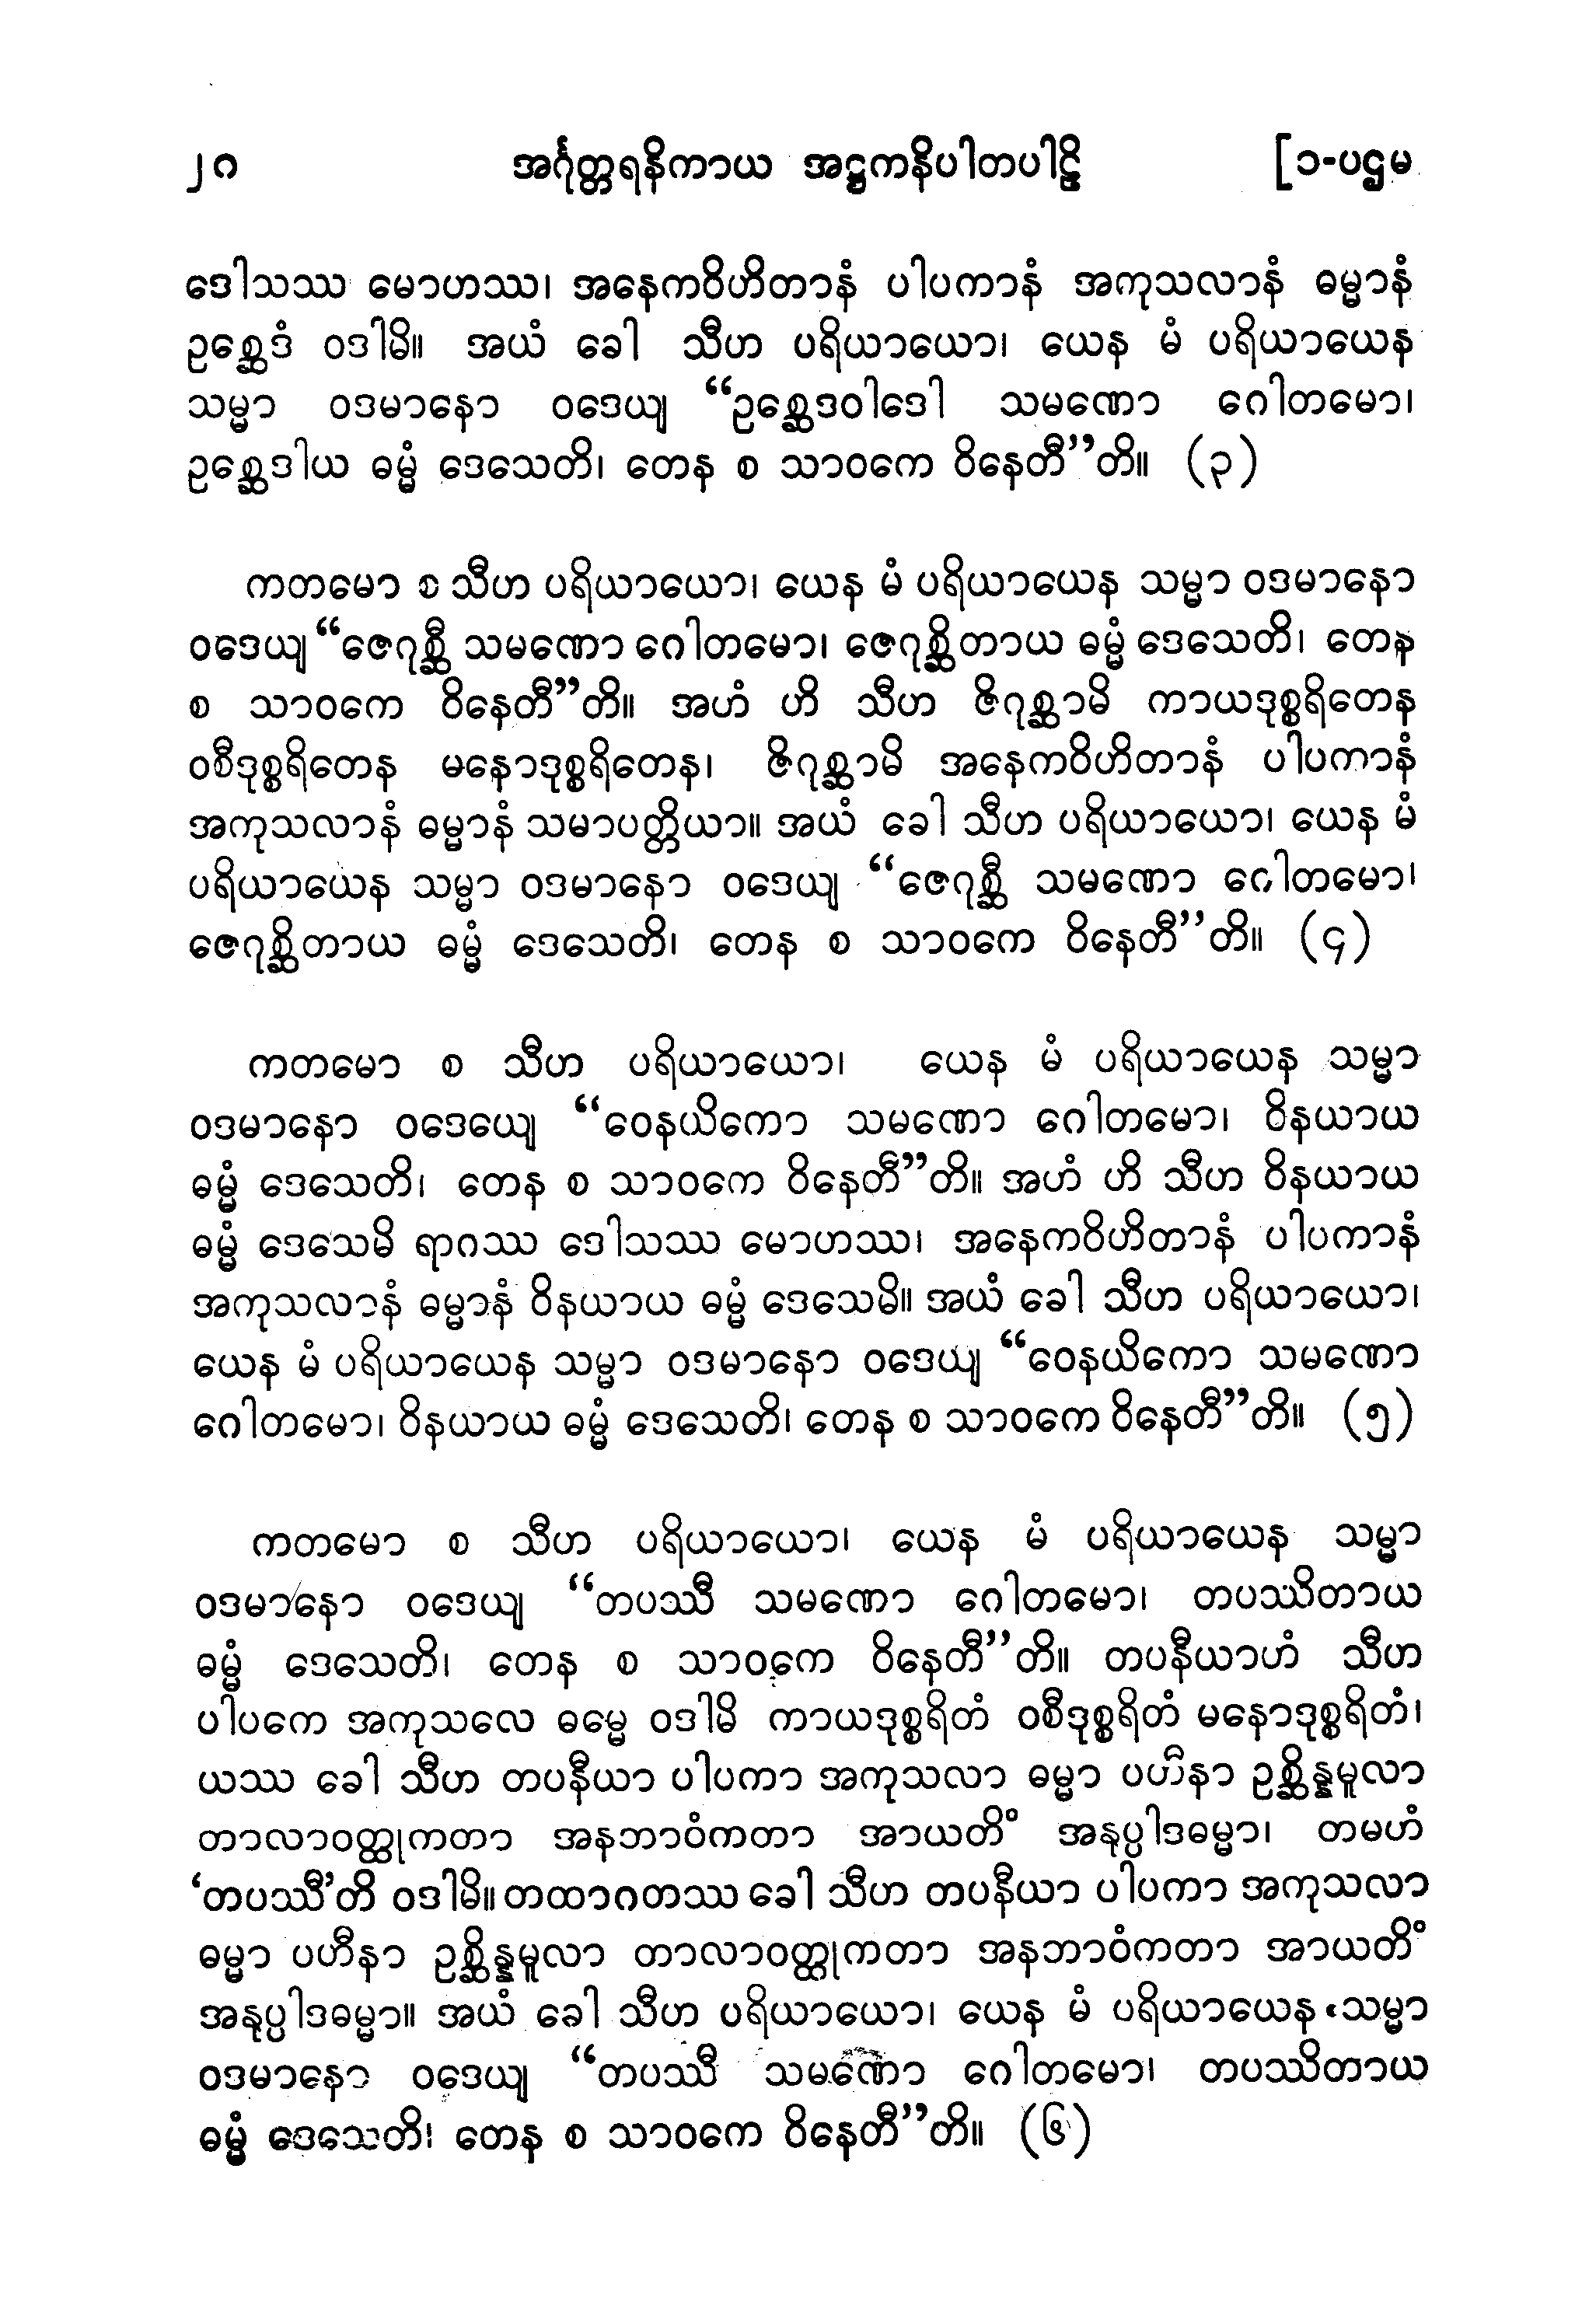 ၂၈ အင်္ဂုတ္တရနိကာယ အဋ္ဌကနိပါတပါဠိ [၁-ပဌမ
ဒေါသဿ မောဟဿ၊ အနေကဝိဟိတာနံ ပါပကာနံ အကုသလာနံ ဓမ္မာနံ
ဥစ္ဆေဒံ ဝဒါမိ။ အယံ ခေါ သီဟ ပရိယာယော၊ ယေန မံ ပရိယာယေန
သမ္မာ ဝဒမာနော ဝဒေယျ “ဥစ္ဆေဒဝါဒေါ သမဏော ဂေါတမော၊
ဥစ္ဆေဒါယ ဓမ္မံ ဒေသေတိ၊ တေန စ သာဝကေ ဝိနေတီ”တိ။ (၃)
ကတမော စ သီဟ ပရိယာယော၊ ယေန မံ ပရိယာယေန သမ္မာ ဝဒမာနော
ဝဒေယျ “ဇေဂုစ္ဆီ သမဏော ဂေါတမော၊ ဇေဂုစ္ဆိတာယ ဓမ္မံ ဒေသေတိ၊ တေန
စ သာဝကေ ဝိနေတီ”တိ။ အဟံ ဟိ သီဟ ဇိဂုစ္ဆာမိ ကာယဒုစ္စရိတေန
ဝစီဒုစ္စရိတေန မနောဒုစ္စရိတေန၊ ဇိဂုစ္ဆာမိ အနေကဝိဟိတာနံ ပါပကာနံ
အကုသလာနံ ဓမ္မာနံ သမာပတ္တိယာ။ အယံ ခေါ သီဟ ပရိယာယော၊ ယေန မံ
ပရိယာယေန သမ္မာ ဝဒမာနော ဝဒေယျ “ဇေဂုစ္ဆီ သမဏော ဂေါတမော၊
ဇေဂုစ္ဆိတာယ ဓမ္မံ ဒေသေတိ၊ တေန စ သာဝကေ ဝိနေတီ”တိ။ (၄)
ကတမော စ သီဟ ပရိယာယော၊ ယေန မံ ပရိယာယေန သမ္မာ
ဝဒမာနော ဝဒေယျေ “ဝေနယိကော သမဏော ဂေါတမော၊ ဝိနယာယ
ဓမ္မံ ဒေသေတိ၊ တေန စ သာဝကေ ဝိနေတီ”တိ။ အဟံ ဟိ သီဟ ဝိနယာယ
ဓမ္မံ ဒေသေမိ ရာဂဿ ဒေါသဿ မောဟဿ၊ အနေကဝိဟိတာနံ ပါပကာနံ
အကုသလာနံ ဓမ္မာနံ ဝိနယာယ ဓမ္မံ ဒေသေမိ။ အယံ ခေါ သီဟ ပရိယာယော၊
ယေန မံ ပရိယာယေန သမ္မာ ဝဒမာနော ဝဒေယျ “ဝေနယိကော သမဏော
ဂေါတမော၊ ဝိနယာယ ဓမ္မံ ဒေသေတိ၊ တေန စ သာဝကေ ဝိနေတီ”တိ။ (၅)
ကတမော စ သီဟ ပရိယာယော၊ ယေန မံ ပရိယာယေန သမ္မာ
ဝဒမာနော ဝဒေယျ “တပဿီ သမဏော ဂေါတမော၊ တပဿိတာယ
ဓမ္မံ ဒေသေတိ၊ တေန စ သာဝကေ ဝိနေတီ”တိ။ တပနီယာဟံ သီဟ
ပါပကေ အကုသလေ ဓမ္မေ ဝဒါမိ ကာယဒုစ္စရိတံ ဝစီဒုစ္စရိတံ မနောဒုစ္စရိတံ၊
ယဿ ခေါ သီဟ တပနီယာ ပါပကာ အကုသလာ ဓမ္မာ ပဟီနာ ဥစ္ဆိန္နမူလာ
တာလာဝတ္ထုကတာ အနဘာဝံကတာ အာယတိံ အနုပ္ပါဒဓမ္မာ၊ တမဟံ
‘တပဿီ’တိ ဝဒါမိ။ တထာဂတဿ ခေါ သီဟ တပနီယာ ပါပကာ အကုသလာ
ဓမ္မာ ပဟီနာ ဥစ္ဆိန္နမူလာ တာလာဝတ္ထုကတာ အနဘာဝံကတာ အာယတိံ
အနုပ္ပါဒဓမ္မာ။ အယံ ခေါ သီဟ ပရိယာယော၊ ယေန မံ ပရိယာယေန သမ္မာ
ဝဒမာနော ဝဒေယျ “တပဿီ သမဏော ဂေါတမော၊ တပဿိတာယ
ဓမ္မံ ဒေသေတိ၊ တေန စ သာဝကေ ဝိနေတီ”တိ။ (၆)